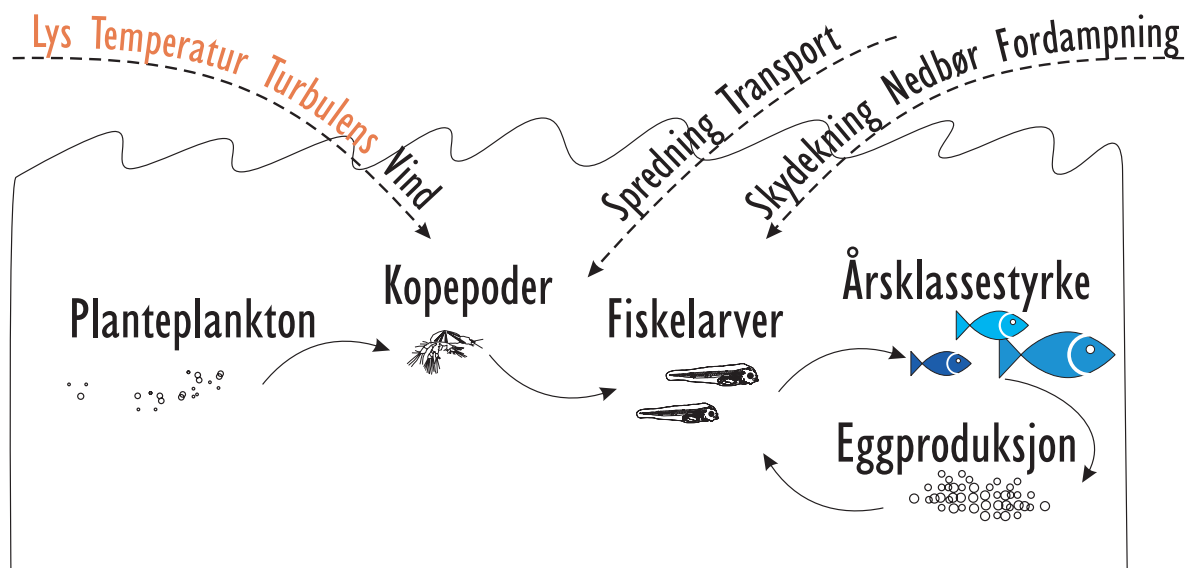 Lys Temperatur Turbulens Vind
Spredning Transport
Skydekning Nedbør Fordampning
Planteplankton
Kopepoder
Fiskelarver
Årsklassestyrke
Eggproduksjon